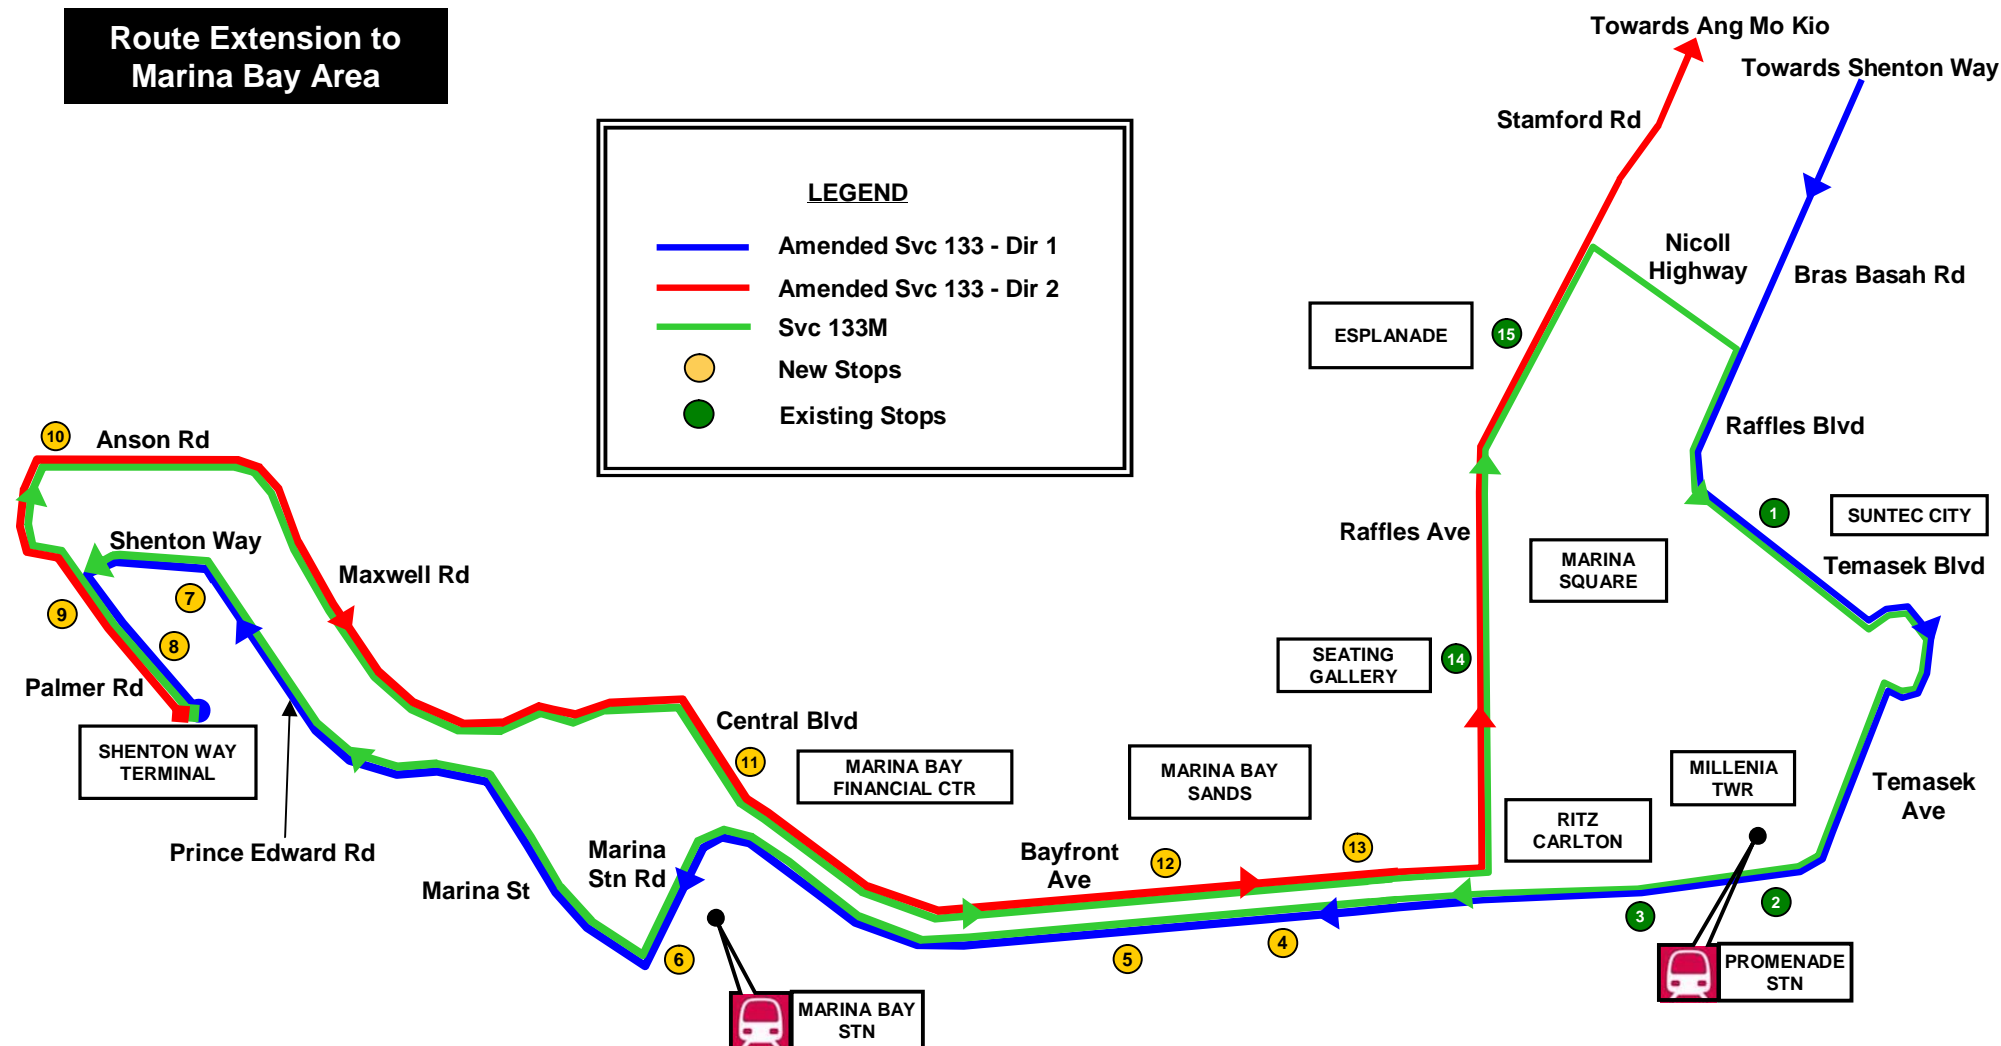 Route Extension to
Marina Bay Area
Towards Ang Mo Kio
Towards Shenton Way
Stamford Rd
LEGEND
Amended Svc 133 - Dir 1
Amended Svc 133 - Dir 2
Svc 133M
New Stops
Existing Stops
Nicoll
Highway
Bras Basah Rd
ESPLANADE
15
Raffles Blvd
10
Anson Rd
1
SUNTEC CITY
Raffles Ave
Shenton Way
MARINA
SQUARE
Temasek Blvd
Maxwell Rd
7
9
8
SEATING
GALLERY
14
Palmer Rd
Central Blvd
SHENTON WAY
TERMINAL
11
MARINA BAY
FINANCIAL CTR
MARINA BAY
SANDS
MILLENIA
TWR
Temasek
Ave
RITZ
CARLTON
Prince Edward Rd
Marina
Stn Rd
Bayfront
Ave
12
13
Marina St
2
3
4
5
6
PROMENADE
STN
MARINA BAY
STN